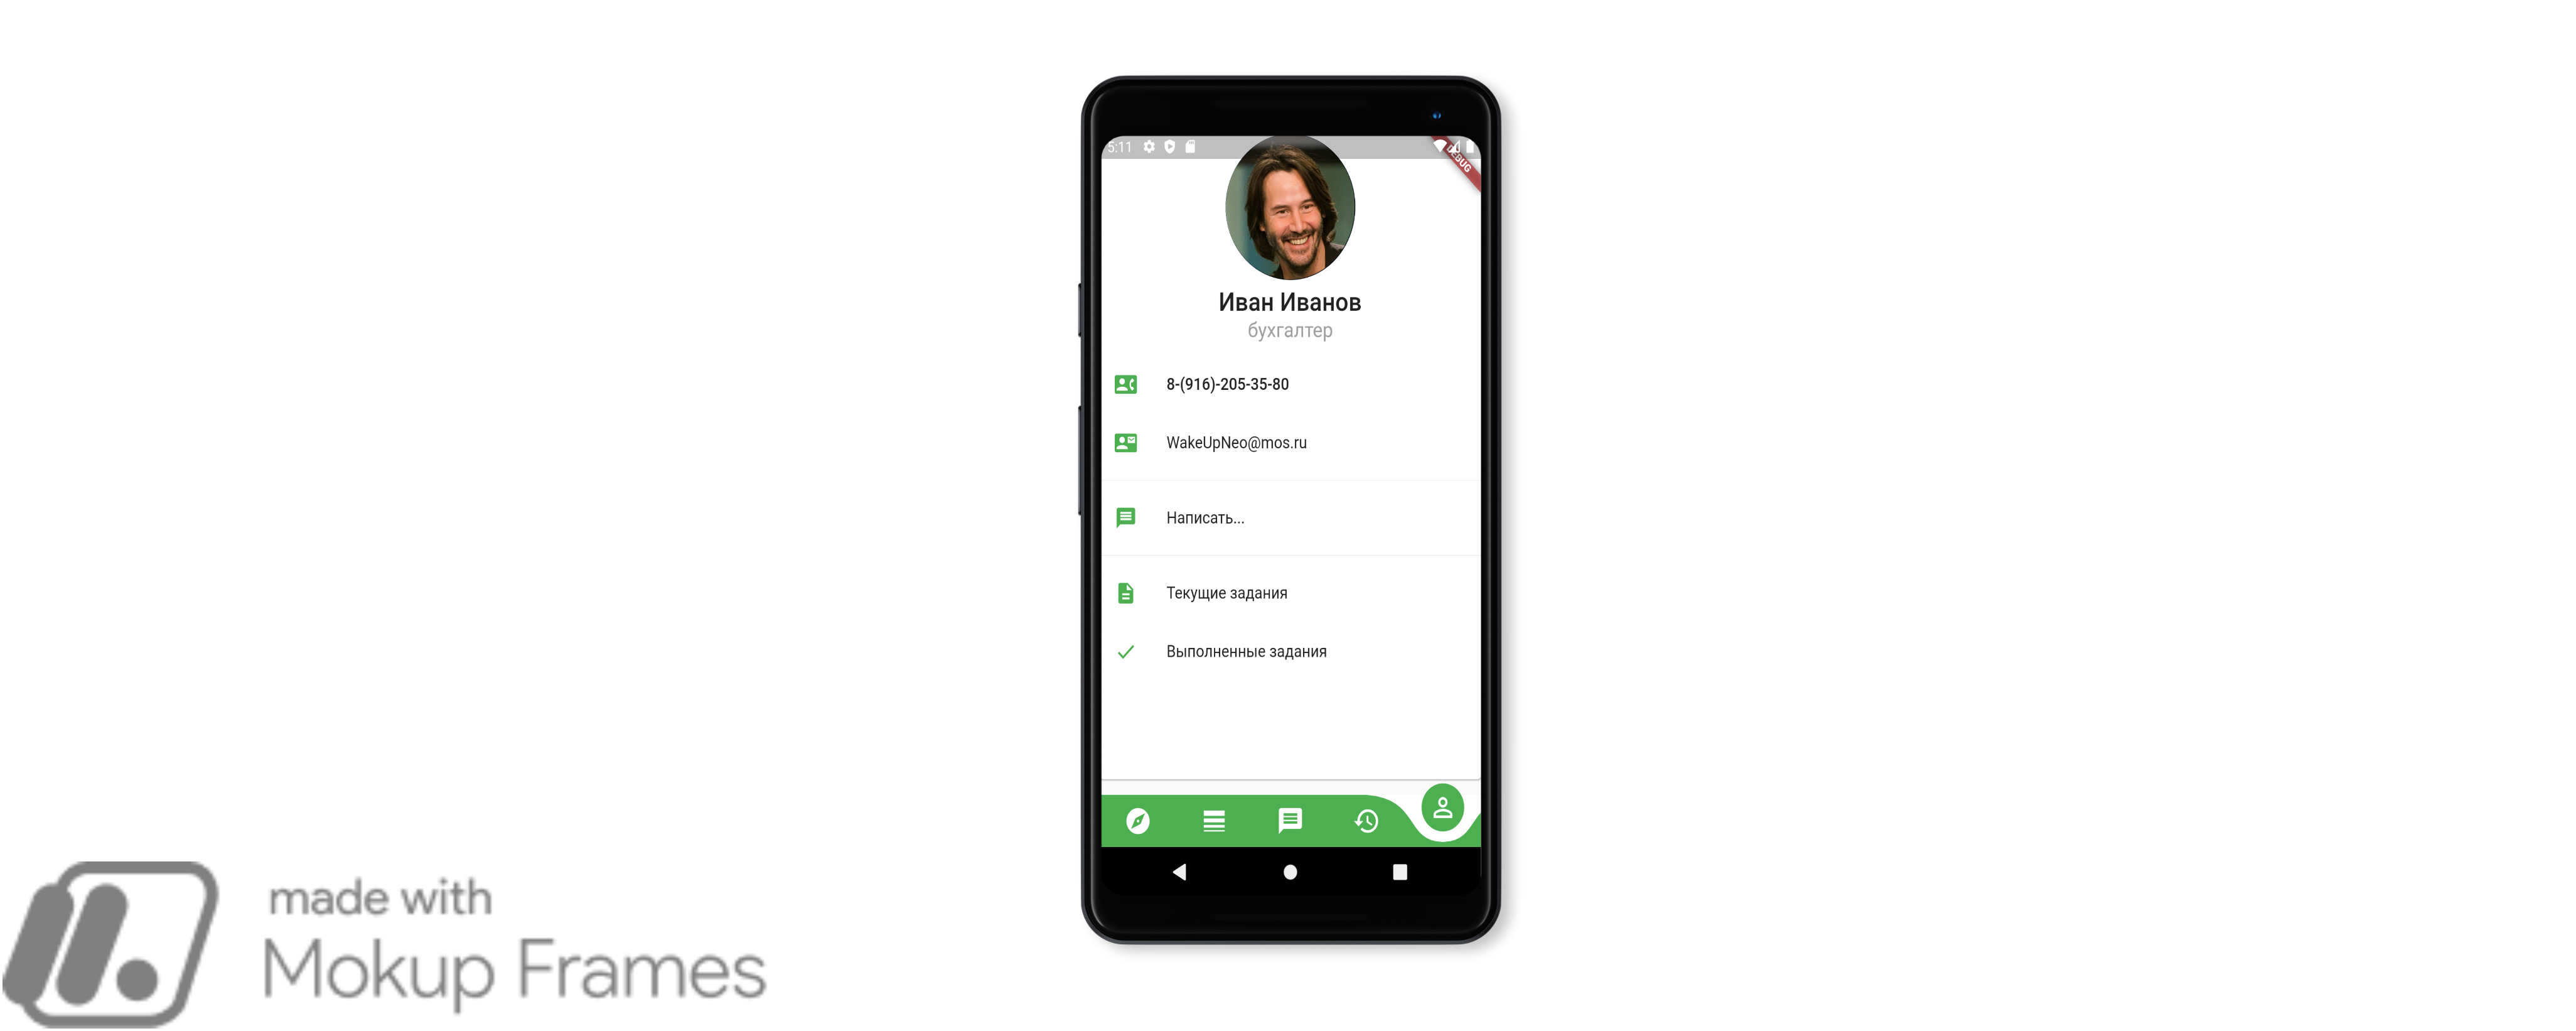 5:11
DEBUG
Иван Иванов
бухгалтер
8-(916)-205-35-80
WakeUpNeo@mos.ru
Написать...
Текущие задания
Выполненные задания
made with
Mokup Frames